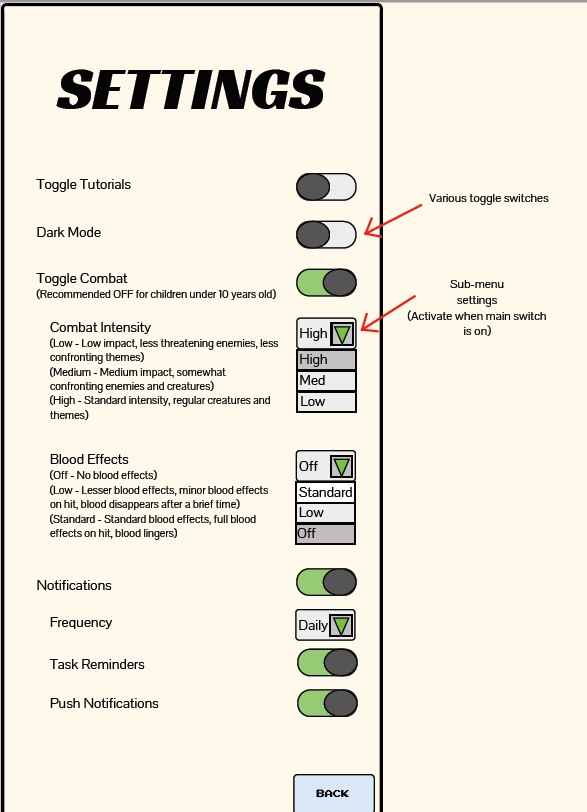 SETTINGS
Toggle Tutorials
Various toggle switches
Dark Mode
Toggle Combat
(Recommended OFF for children under 10 years old)
Sub-menu
settings
(Activate when main switch
is on)
Combat Intensity
(Low - Low impact, less threatening enemies, less
confronting themes)
(Medium - Medium impact, somewhat
confronting enemies and creatures)
(High - Standard intensity, regular creatures and
themes)
High
High
Med
Low
Blood Effects
(Off - No blood effects)
(Low - Lesser blood effects, minor blood effects
on hit, blood disappears after a brief time)
(Standard - Standard blood effects, full blood
effects on hit, blood lingers)
Off
Standard
Low
Off
Notifications
Frequency
Daily
Task Reminders
Push Notifications
BACK